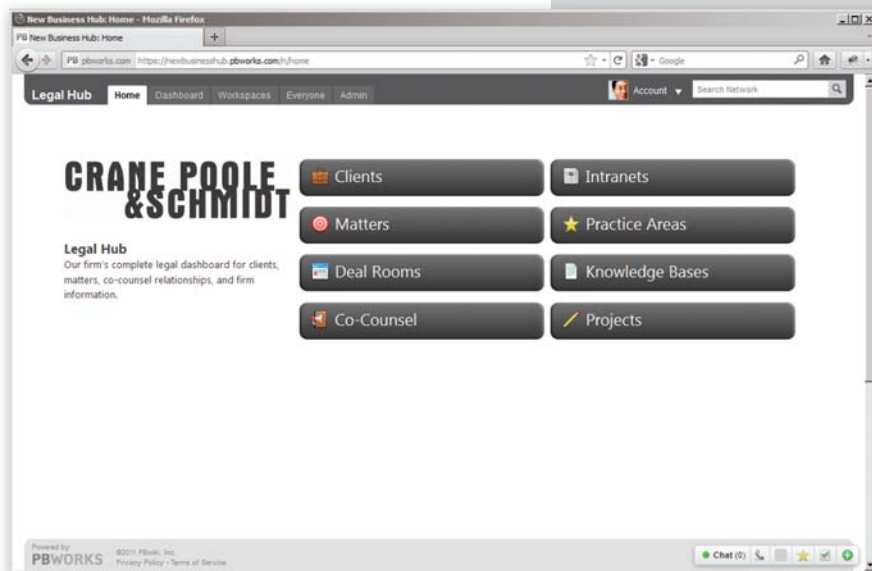 New Business Hub: Home - Mozilla Firefox
PB New Business Hub: Home
+
PB pbworks.com https://newbusinesshub.pbworks.com/n/home
Google
Legal Hub Home Dashboard Workspaces Everyone Admin
Account
Search Network
CRANE POOLE
&SCHMIDT
Legal Hub
Our firm's complete legal dashboard for clients,
matters, co-counsel relationships, and firm
information.
Clients
Intranets
Matters
Practice Areas
Deal Rooms
Knowledge Bases
Co-Counsel
Projects
Powered by
PBWORKS
©2011 PBwiki, Inc.
Privacy Policy - Terms of Service
Chat (0)